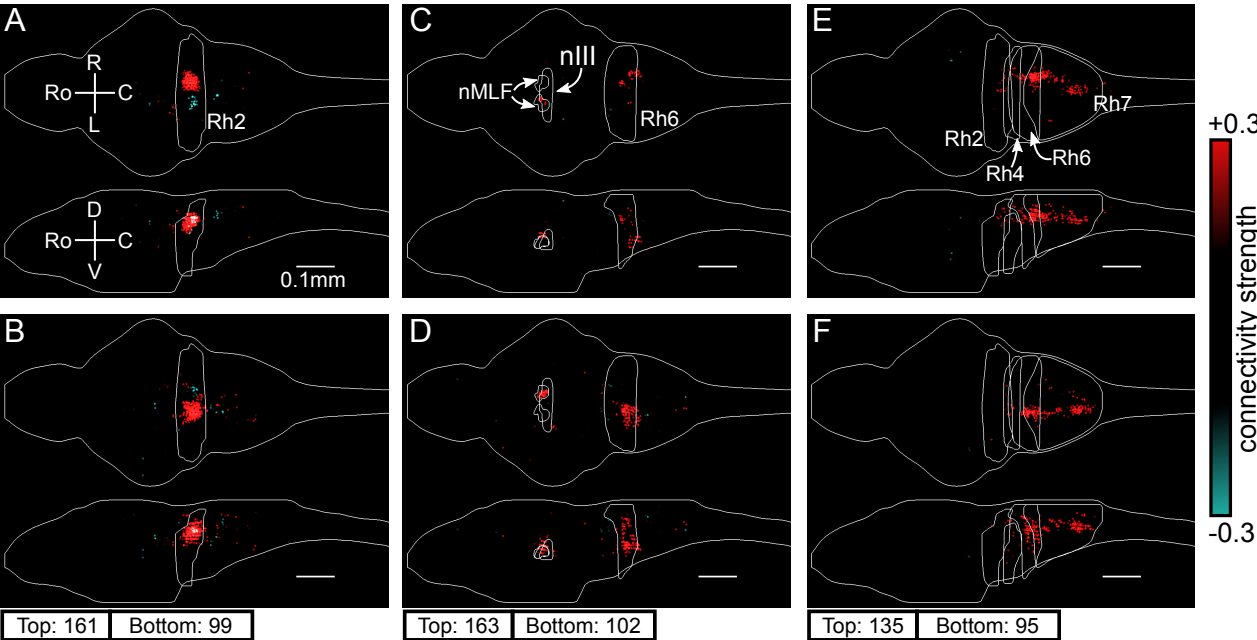 A
R
Ro
C
L
Rh2
D
Ro
C
V
0.1mm
B
Top: 161
Bottom: 99
C
nIII
nMLF
Rh6
D
Top: 163
Bottom: 102
E
Rh7
Rh2
Rh6
Rh4
F
Top: 135
Bottom: 95
+0.3
connectivity strength
-0.3